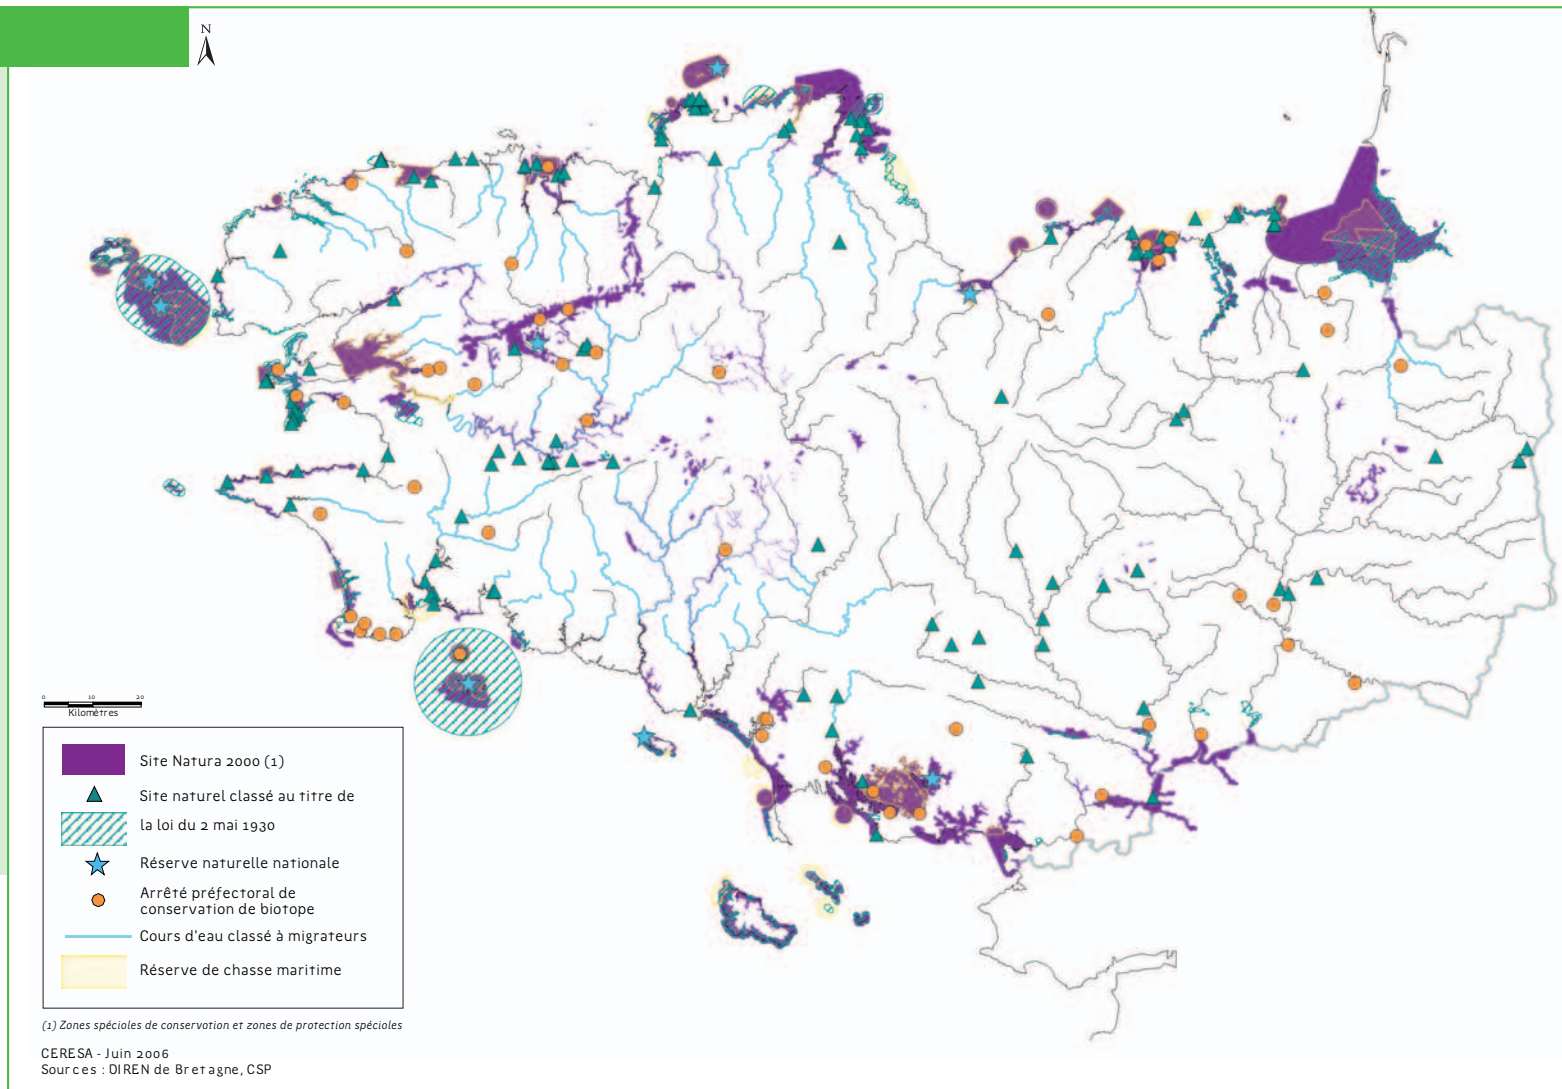 N
0 10 20
Kilomètres
Site Natura 2000 (1)
Site naturel classé au titre de
la loi du 2 mai 1930
Réserve naturelle nationale
Arrêté préfectoral de
conservation de biotope
Cours d'eau classé à migrateurs
Réserve de chasse maritime
(1) Zones spécioles de conservation et zones de protection spécioles
CERESA - Juin 2006
Sources : DIREN de Bretagne, CSP